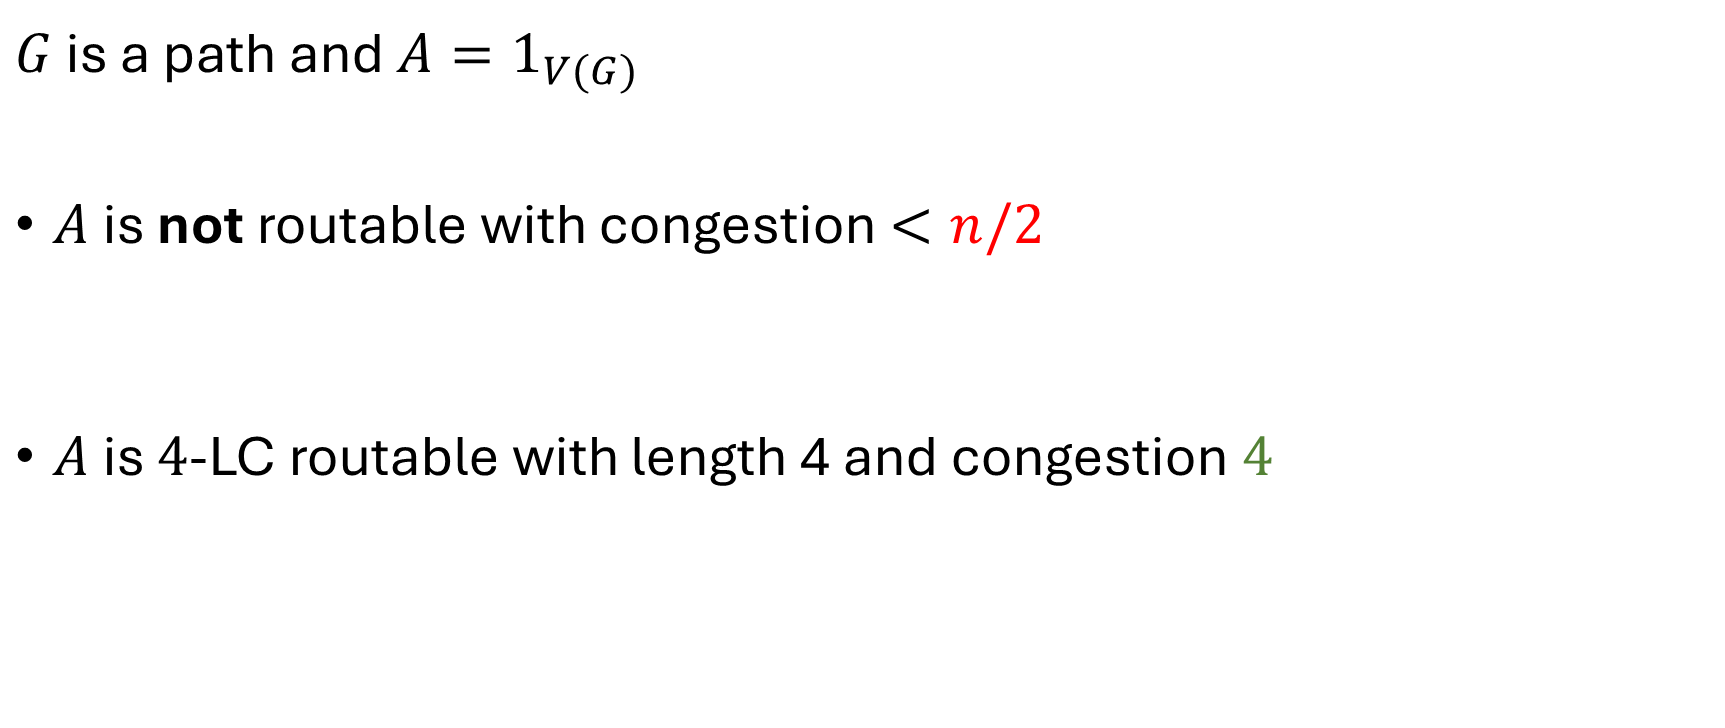 G is a path and A = 1_{V(G)}
• A is not routable with congestion < n/2
• A is 4-LC routable with length 4 and congestion 4